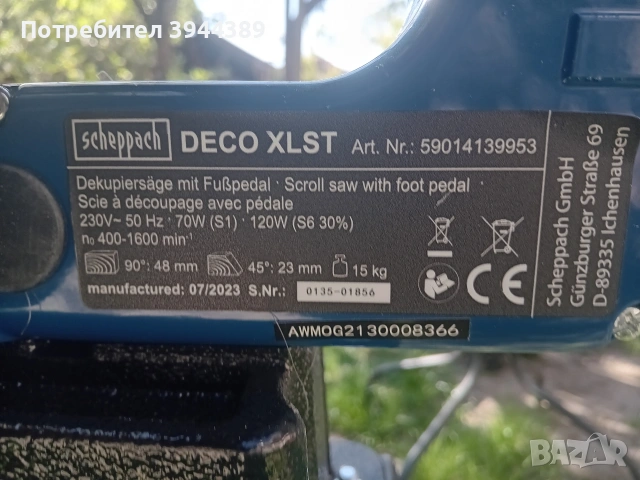 Потребител 3944389
scheppach DECO XLST Art. Nr.: 59014139953
Dekupiersäge mit Fußpedal · Scroll saw with foot pedal ·
Scie à découpage avec pédale
230V~ 50 Hz · 70W (S1) · 120W (S6 30%)
n₀ 400-1600 min⁻¹
90°: 48 mm 45°: 23 mm 15 kg
manufactured: 07/2023 S.Nr.: 0135-01856
CE
AWMOG2130008366
Scheppach GmbH
Günzburger Straße 69
D-89335 Ichenhausen
BAZAR